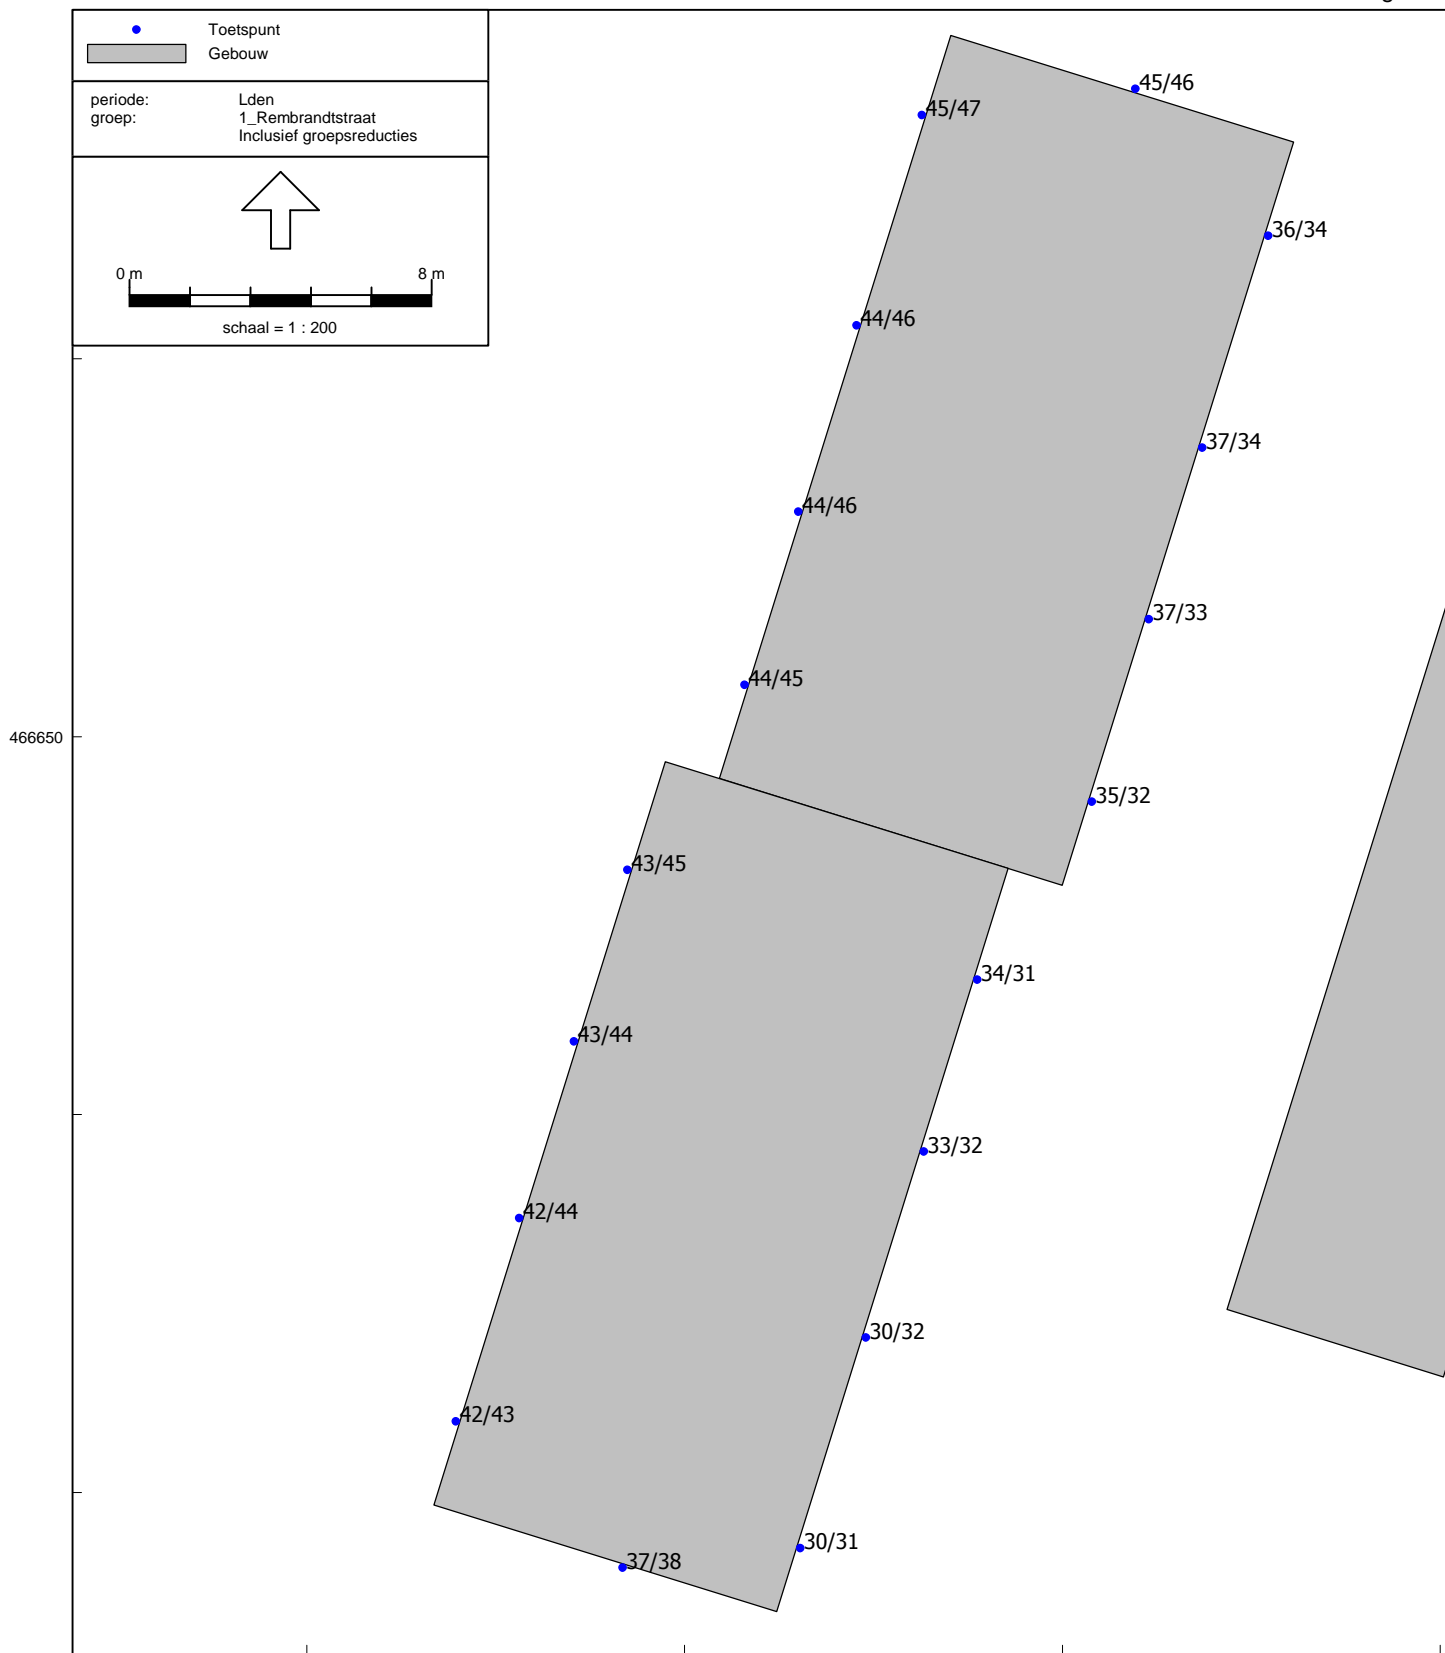 Toetspunt
Gebouw
periode: Lden
groep: 1_Rembrandtstraat
Inclusief groepsreducties
0 m 8 m
schaal = 1 : 200
45/46
45/47
36/34
44/46
37/34
44/46
37/33
44/45
466650
35/32
43/45
34/31
43/44
33/32
42/44
30/32
42/43
30/31
37/38